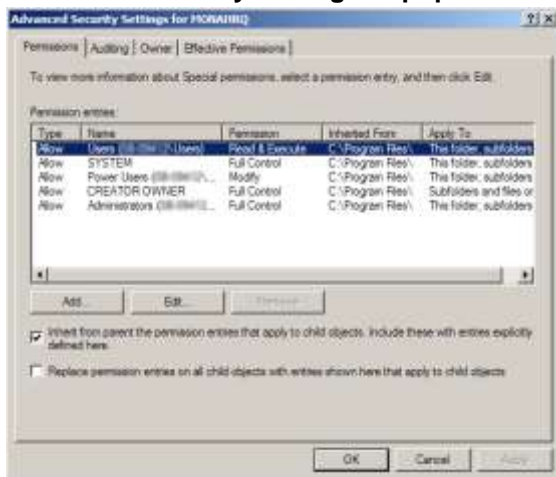 Advanced Security Settings for MONAHRQ
Permissions Auditing Owner Effective Permissions
To view more information about Special permissions, select a permission entry, and then click Edit.
Permission entries:
Type Name Permission Inherited From Apply To
Allow Users ( \Users) Read & Execute C:\Program Files\ This folder, subfolders
Allow SYSTEM Full Control C:\Program Files\ This folder, subfolders
Allow Power Users ( \... Modify C:\Program Files\ This folder, subfolders
Allow CREATOR OWNER Full Control C:\Program Files\ Subfolders and files or
Allow Administrators ( ... Full Control C:\Program Files\ This folder, subfolders
Add... Edit... Remove
Inherit from parent the permission entries that apply to child objects. Include these with entries explicitly
defined here.
Replace permission entries on all child objects with entries shown here that apply to child objects
OK Cancel Apply